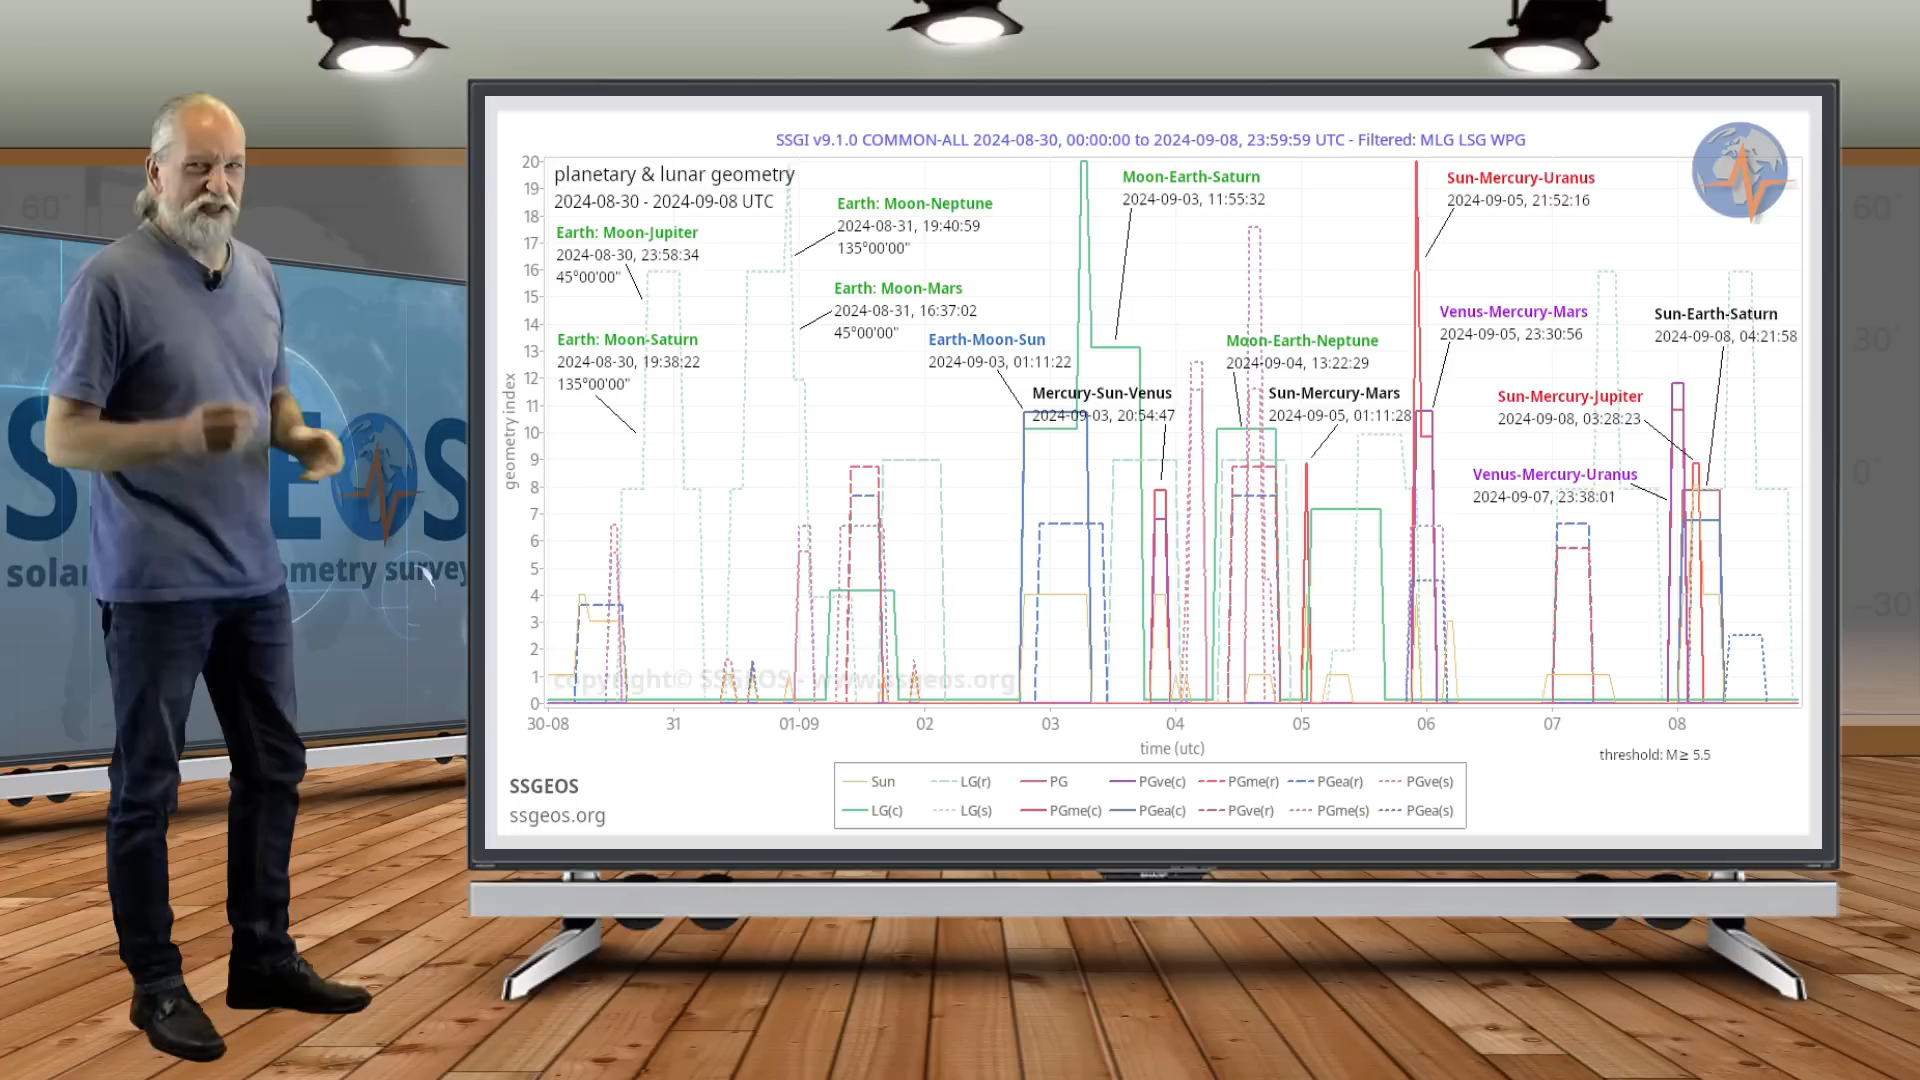 SSGI v9.1.0 COMMON-ALL 2024-08-30, 00:00:00 to 2024-09-08, 23:59:59 UTC - Filtered: MLG LSG WPG
planetary & lunar geometry
2024-08-30 - 2024-09-08 UTC
Earth: Moon-Jupiter
2024-08-30, 23:58:34
45°00'00"
Earth: Moon-Saturn
2024-08-30, 19:38:22
135°00'00"
Earth: Moon-Neptune
2024-08-31, 19:40:59
135°00'00"
Earth: Moon-Mars
2024-08-31, 16:37:02
45°00'00"
Earth-Moon-Sun
2024-09-03, 01:11:22
Mercury-Sun-Venus
2024-09-03, 20:54:47
Moon-Earth-Saturn
2024-09-03, 11:55:32
Moon-Earth-Neptune
2024-09-04, 13:22:29
Sun-Mercury-Mars
2024-09-05, 01:11:28
Sun-Mercury-Uranus
2024-09-05, 21:52:16
Venus-Mercury-Mars
2024-09-05, 23:30:56
Sun-Earth-Saturn
2024-09-08, 04:21:58
Sun-Mercury-Jupiter
2024-09-08, 03:28:23
Venus-Mercury-Uranus
2024-09-07, 23:38:01
geometry index
20
19
18
17
16
15
14
13
12
11
10
9
8
7
6
5
4
3
2
1
0
copyright© SSGEOS - www.ssgeos.org
30-08 31 01-09 02 03 04 05 06 07 08
time (utc)
threshold: M≥ 5.5
Sun LG(r) PG PGve(c) PGme(r) PGea(r) PGve(s)
LG(c) LG(s) PGme(c) PGea(c) PGve(r) PGme(s) PGea(s)
SSGEOS
ssgeos.org
60°
60°
30°
0°
-30°